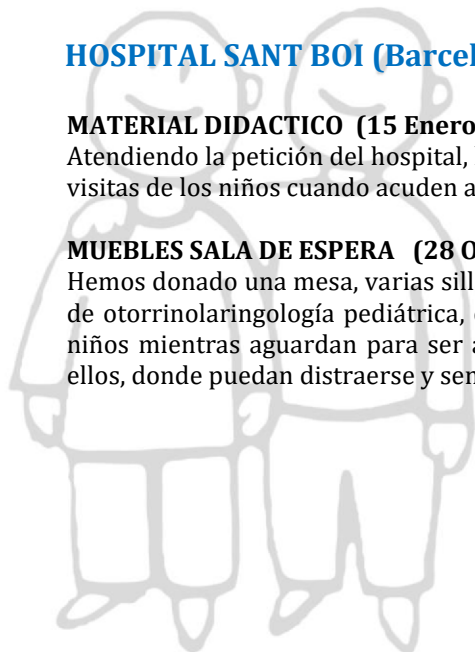 HOSPITAL SANT BOI (Barcel
MATERIAL DIDACTICO (15 Enero
Atendiendo la petición del hospital,
visitas de los niños cuando acuden a
MUEBLES SALA DE ESPERA (28 O
Hemos donado una mesa, varias sill
de otorrinolaringología pediátrica,
niños mientras aguardan para ser a
ellos, donde puedan distraerse y sen